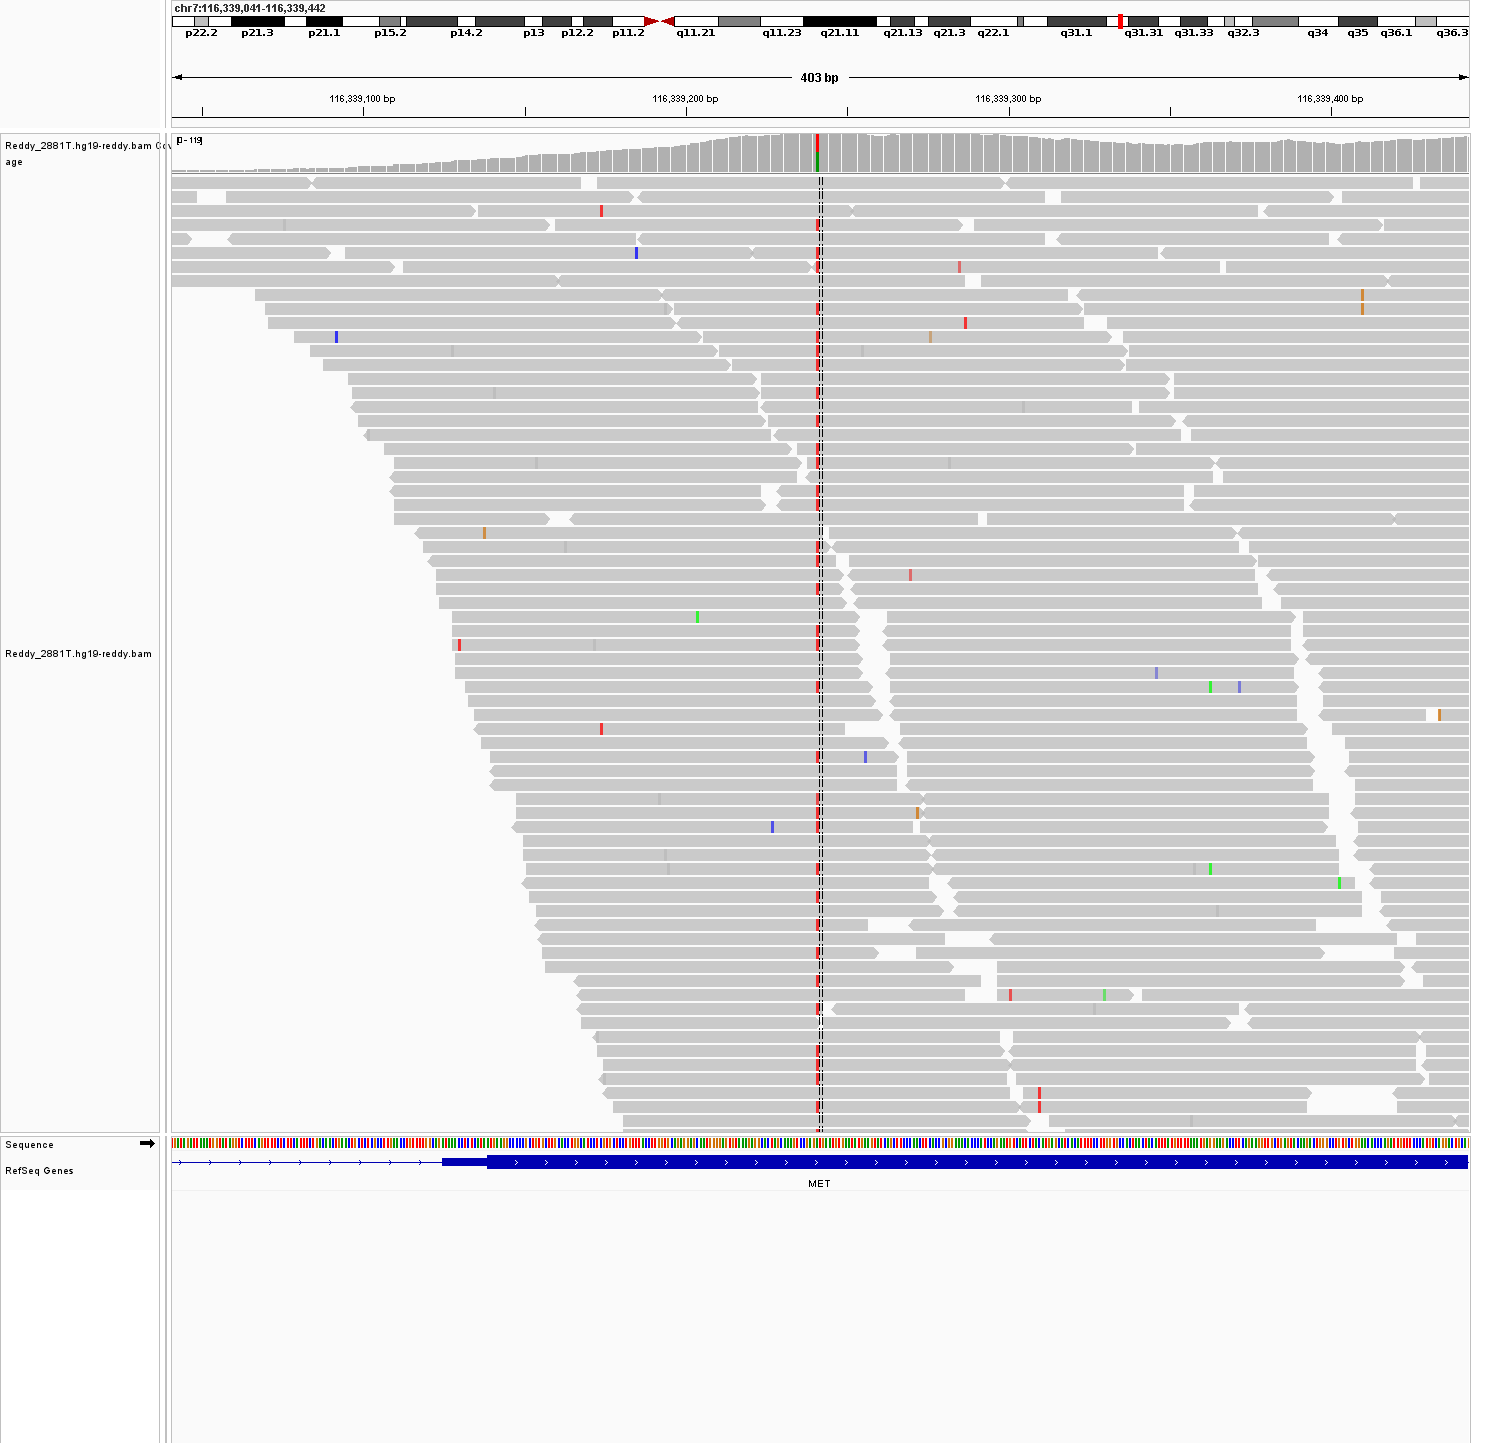 chr7:116,339,041-116,339,442
p22.2 p21.3 p21.1 p15.2 p14.2 p13 p12.2 p11.2 q11.21 q11.23 q21.11 q21.13 q21.3 q22.1 q31.1 q31.31 q31.33 q32.3 q34 q35 q36.1 q36.3
403 bp
116,339,100 bp 116,339,200 bp 116,339,300 bp 116,339,400 bp
[0 - 119]
Reddy_2881T.hg19-reddy.bam Cov
age
Reddy_2881T.hg19-reddy.bam
Sequence
RefSeq Genes
MET